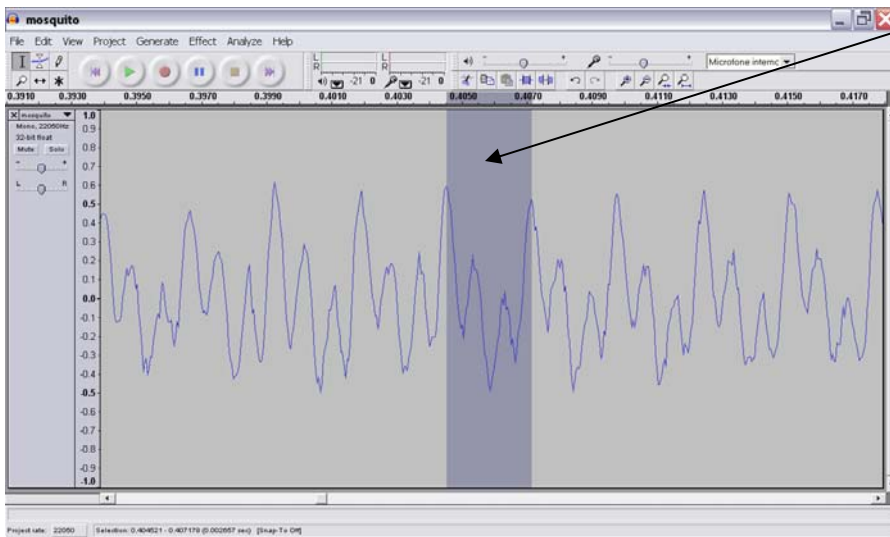 mosquito
File Edit View Project Generate Effect Analyze Help
L
R
L
R
-21 0
-21 0
Microfone interno
0.3910 0.3930 0.3950 0.3970 0.3990 0.4010 0.4030 0.4050 0.4070 0.4090 0.4110 0.4130 0.4150 0.4170
X mosquito
Mono, 22050Hz
32-bit float
Mute Solo
- +
L R
1.0
0.9
0.8
0.7
0.6
0.5
0.4
0.3
0.2
0.1
0.0
-0.1
-0.2
-0.3
-0.4
-0.5
-0.6
-0.7
-0.8
-0.9
-1.0
Project rate: 22050 Selection: 0.404521 - 0.407178 (0.002657 sec) [Snap-To Off]